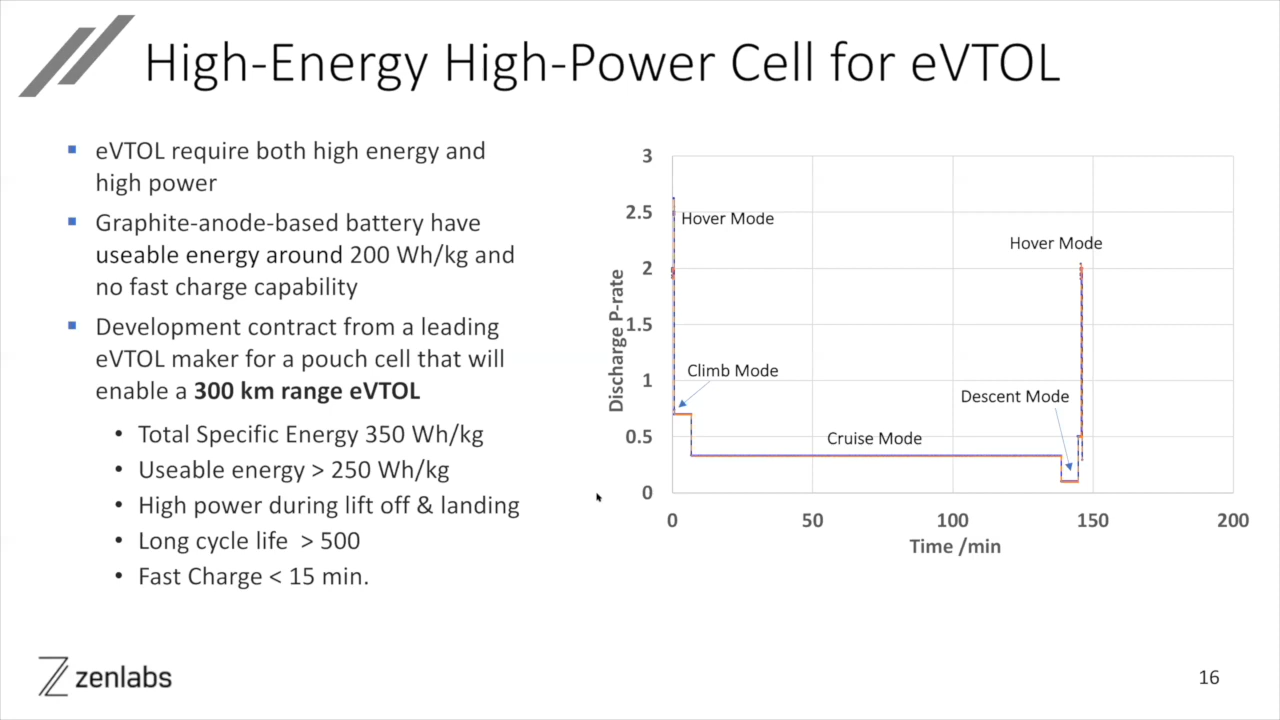 High-Energy High-Power Cell for eVTOL
eVTOL require both high energy and
high power
Graphite-anode-based battery have
useable energy around 200 Wh/kg and
no fast charge capability
Development contract from a leading
eVTOL maker for a pouch cell that will
enable a 300 km range eVTOL
Total Specific Energy 350 Wh/kg
Useable energy > 250 Wh/kg
High power during lift off & landing
Long cycle life > 500
Fast Charge < 15 min.
3
2.5
2
1.5
1
0.5
0
Discharge P-rate
Hover Mode
Hover Mode
Climb Mode
Descent Mode
Cruise Mode
0 50 100 150 200
Time /min
zenlabs
16